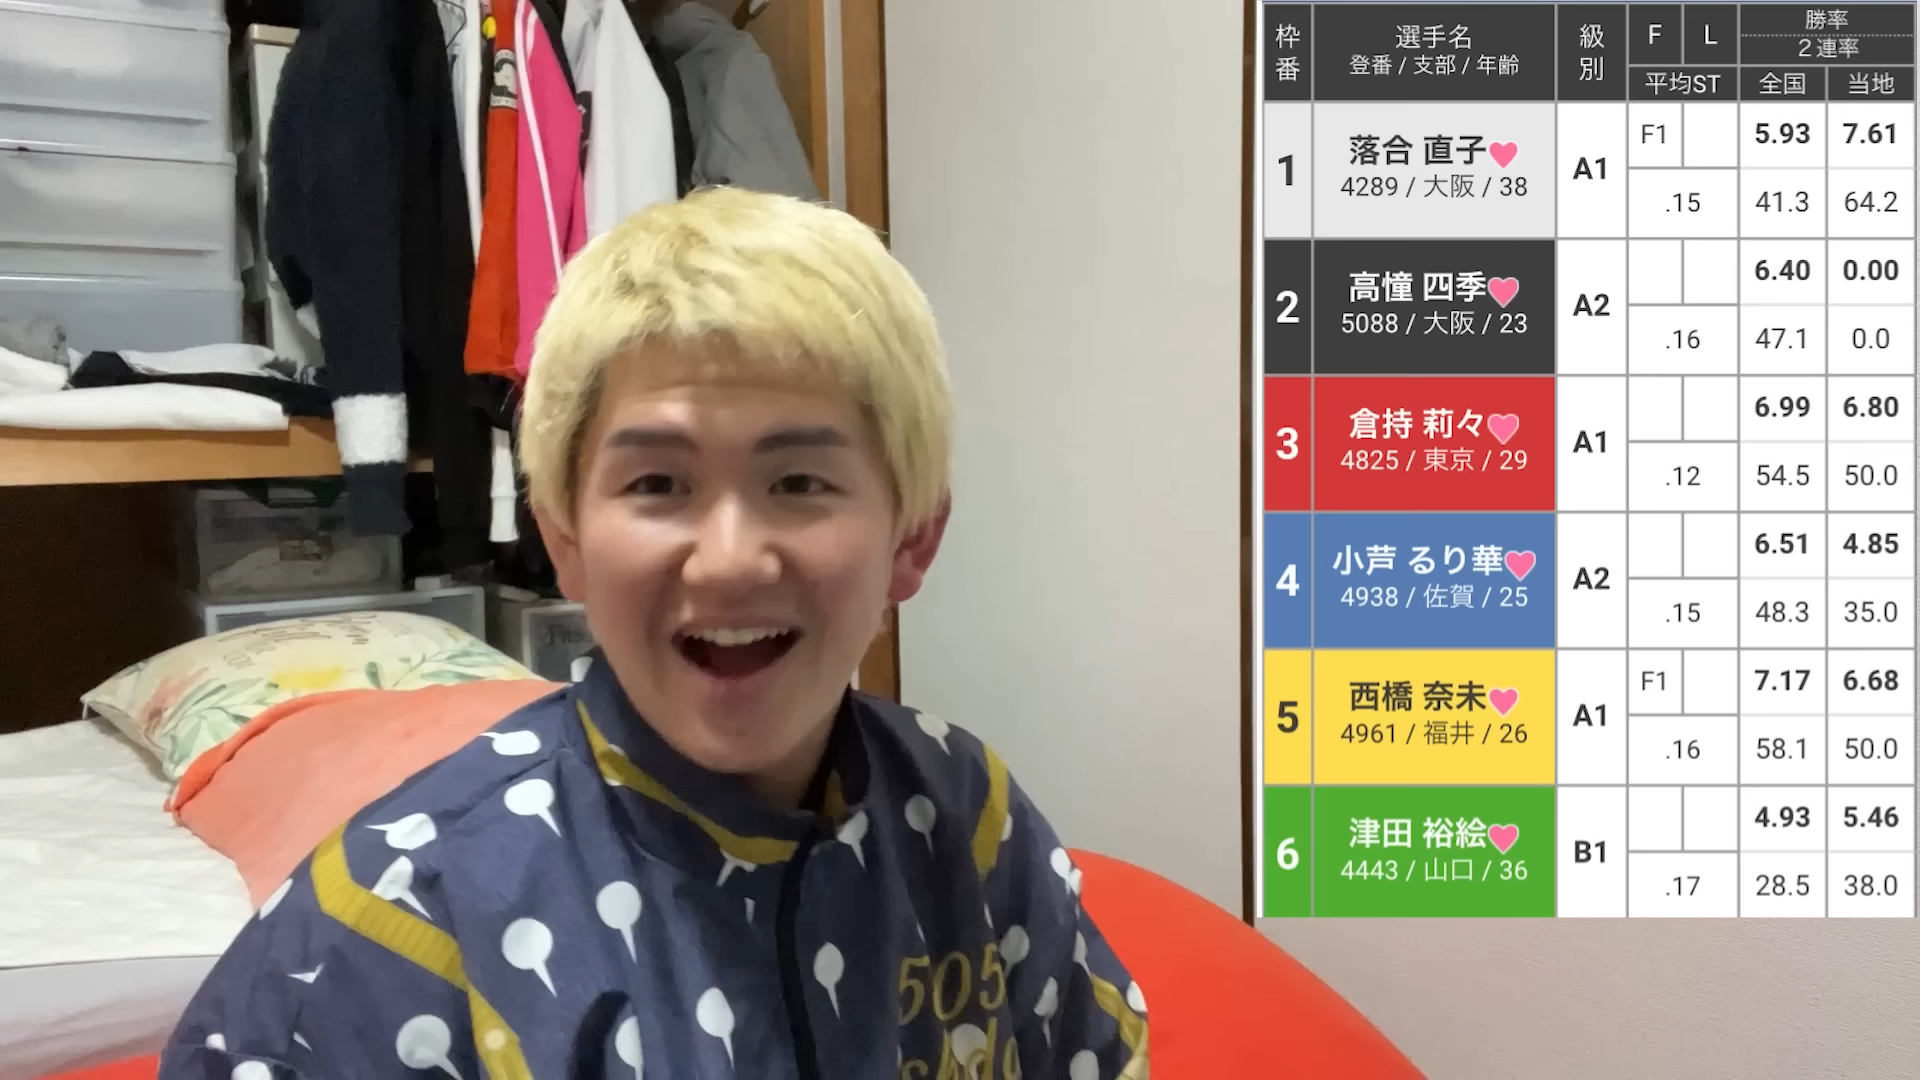 枠番 選手名 級別 F L 勝率
登番 / 支部 / 年齢 2連率
平均ST 全国 当地
1 落合 直子 A1 F1 5.93 7.61
4289 / 大阪 / 38 .15 41.3 64.2
2 高憧 四季 A2 6.40 0.00
5088 / 大阪 / 23 .16 47.1 0.0
3 倉持 莉々 A1 6.99 6.80
4825 / 東京 / 29 .12 54.5 50.0
4 小芦 るり華 A2 6.51 4.85
4938 / 佐賀 / 25 .15 48.3 35.0
5 西橋 奈未 A1 F1 7.17 6.68
4961 / 福井 / 26 .16 58.1 50.0
6 津田 裕絵 B1 4.93 5.46
4443 / 山口 / 36 .17 28.5 38.0
505